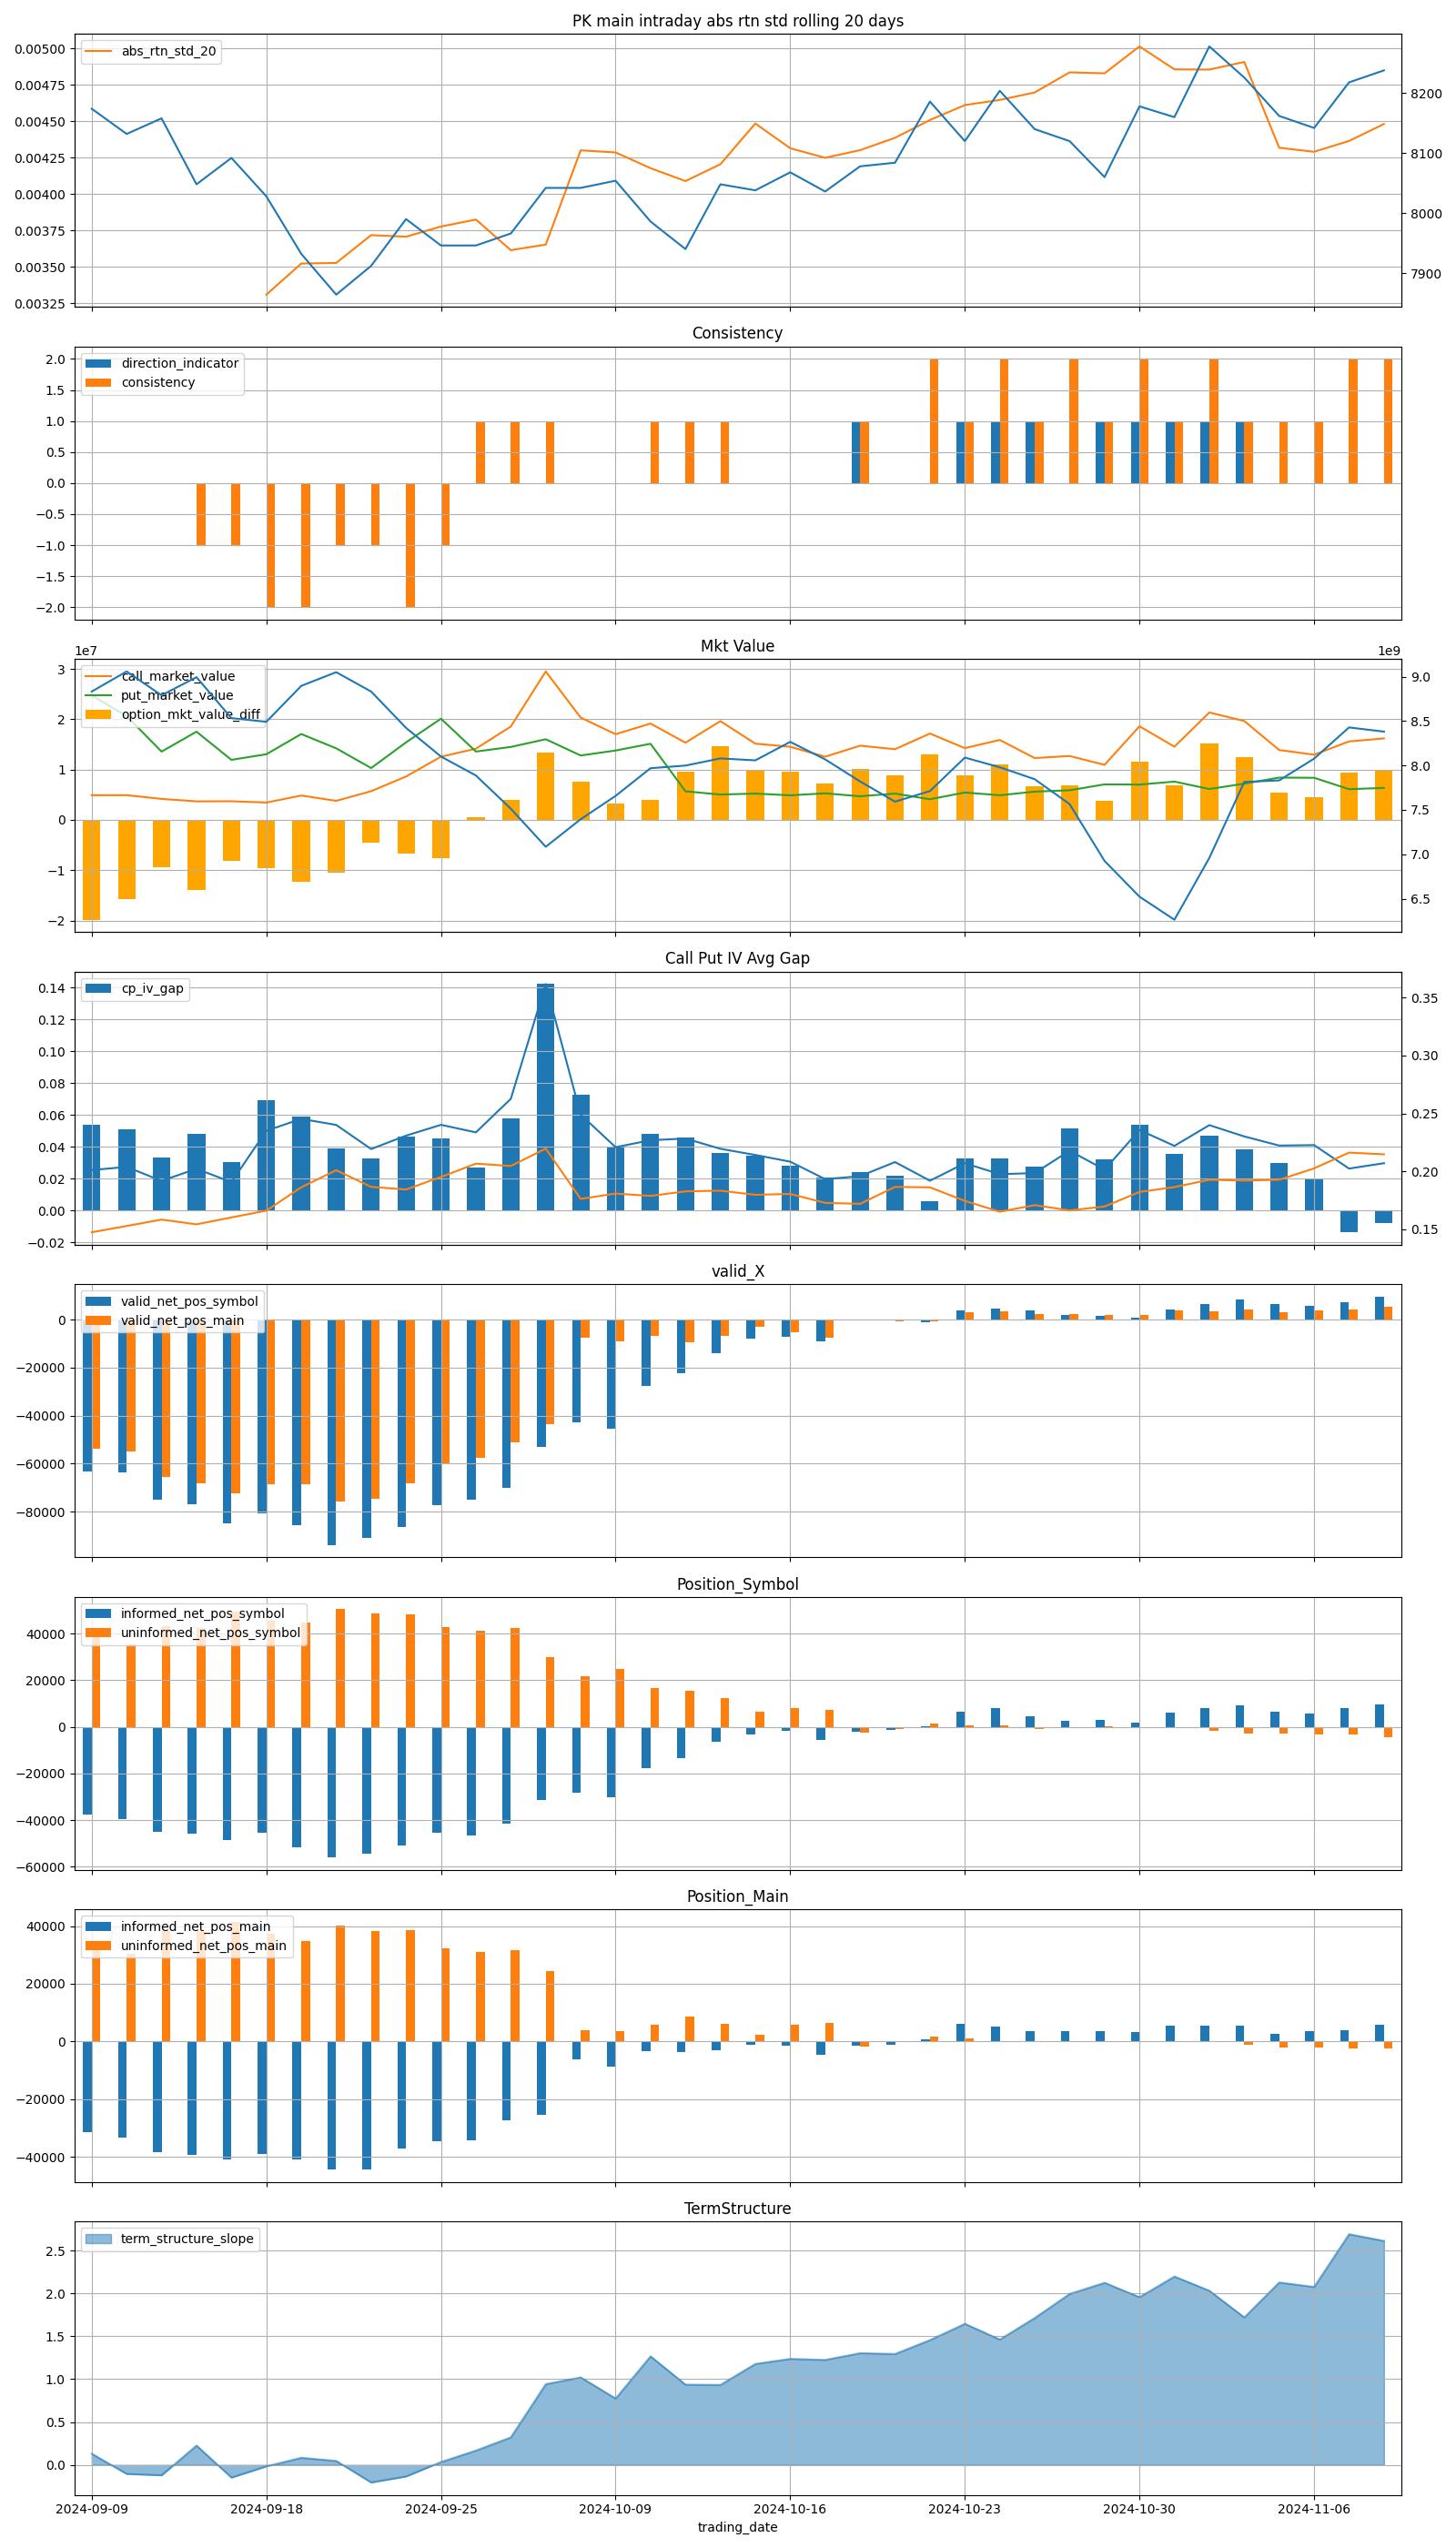 PK main intraday abs rtn std rolling 20 days
abs_rtn_std_20
0.00500
0.00475
0.00450
0.00425
0.00400
0.00375
0.00350
0.00325
8200
8100
8000
7900
Consistency
direction_indicator
consistency
2.0
1.5
1.0
0.5
0.0
−0.5
−1.0
−1.5
−2.0
Mkt Value
1e7
1e9
call_market_value
put_market_value
option_mkt_value_diff
3
2
1
0
−1
−2
9.0
8.5
8.0
7.5
7.0
6.5
Call Put IV Avg Gap
cp_iv_gap
0.14
0.12
0.10
0.08
0.06
0.04
0.02
0.00
−0.02
0.35
0.30
0.25
0.20
0.15
valid_X
valid_net_pos_symbol
valid_net_pos_main
0
−20000
−40000
−60000
−80000
Position_Symbol
informed_net_pos_symbol
uninformed_net_pos_symbol
40000
20000
0
−20000
−40000
−60000
Position_Main
informed_net_pos_main
uninformed_net_pos_main
40000
20000
0
−20000
−40000
TermStructure
term_structure_slope
2.5
2.0
1.5
1.0
0.5
0.0
2024-09-09 2024-09-18 2024-09-25 2024-10-09 2024-10-16 2024-10-23 2024-10-30 2024-11-06
trading_date